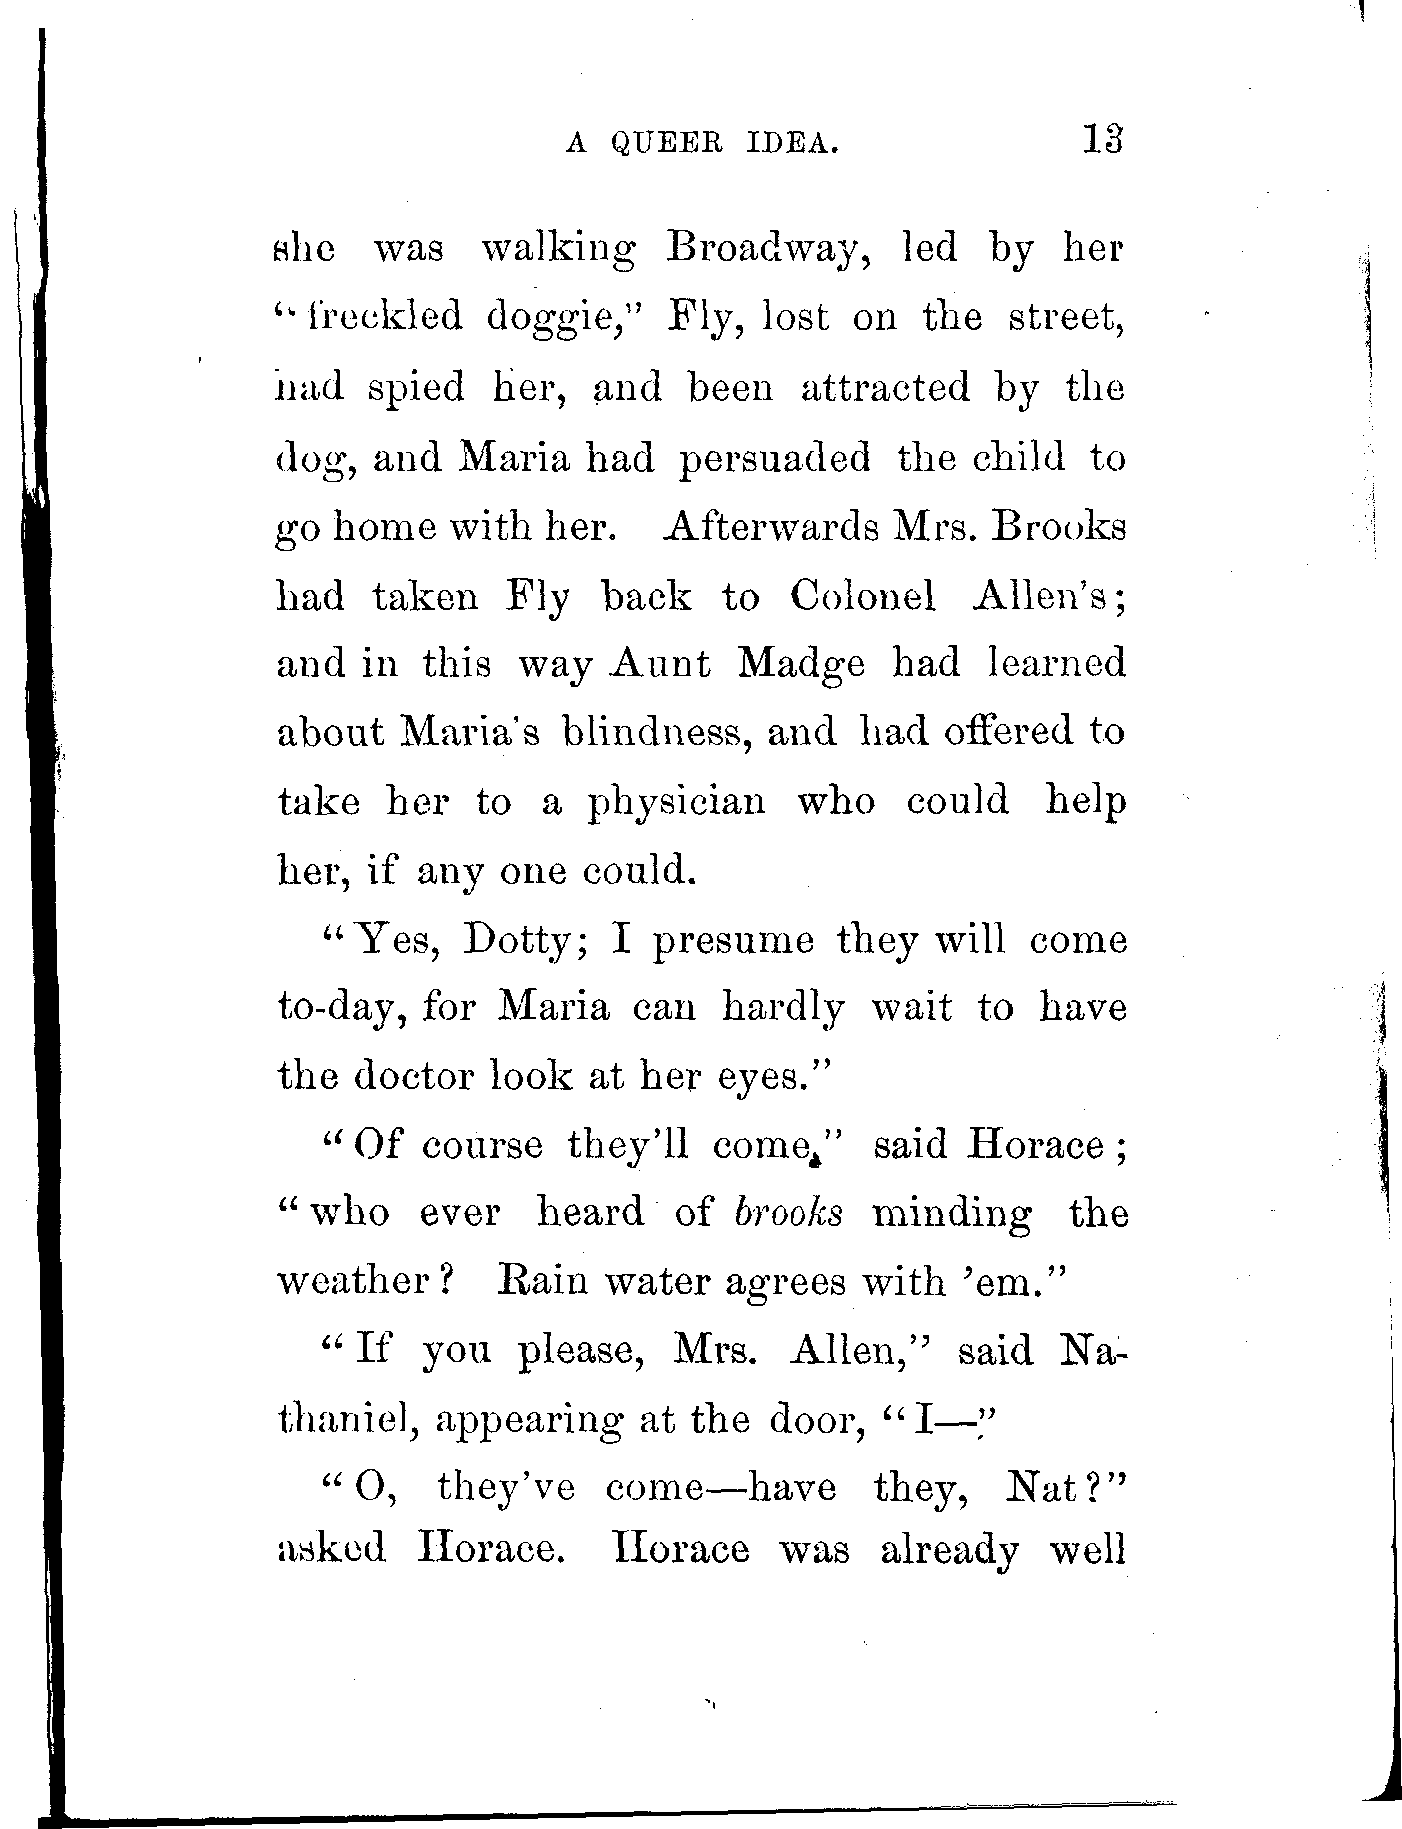 A QUEER IDEA. 13
she was walking Broadway, led by her
"freckled doggie," Fly, lost on the street,
had spied her, and been attracted by the
dog, and Maria had persuaded the child to
go home with her. Afterwards Mrs. Brooks
had taken Fly back to Colonel Allen's;
and in this way Aunt Madge had learned
about Maria's blindness, and had offered to
take her to a physician who could help
her, if any one could.
"Yes, Dotty; I presume they will come
to-day, for Maria can hardly wait to have
the doctor look at her eyes."
"Of course they'll come," said Horace;
"who ever heard of brooks minding the
weather? Rain water agrees with 'em."
"If you please, Mrs. Allen," said Na-
thaniel, appearing at the door, "I—"
"O, they've come—have they, Nat?"
asked Horace. Horace was already well